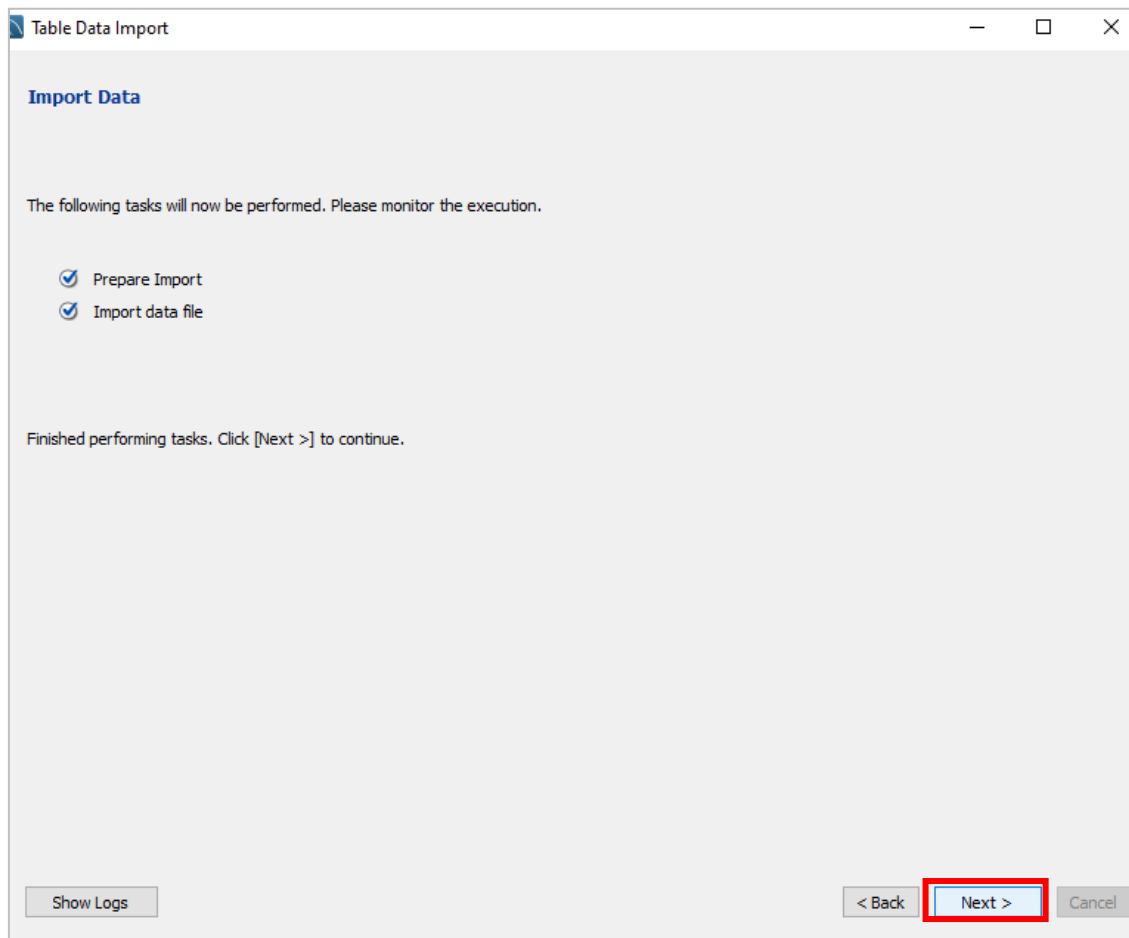 Table Data Import
Import Data
The following tasks will now be performed. Please monitor the execution.
Prepare Import
Import data file
Finished performing tasks. Click [Next >] to continue.
Show Logs
< Back
Next >
Cancel